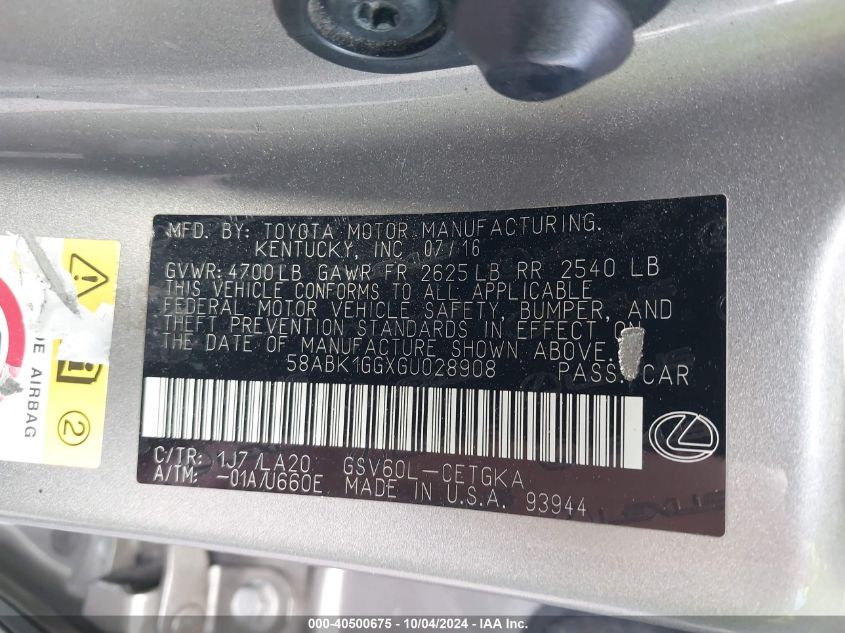 MFD. BY: TOYOTA MOTOR MANUFACTURING.
KENTUCKY, INC 07/16
GVWR: 4700LB GAWR FR 2625 LB RR 2540 LB
THIS VEHICLE CONFORMS TO ALL APPLICABLE
FEDERAL MOTOR VEHICLE SAFETY, BUMPER, AND
THEFT PREVENTION STANDARDS IN EFFECT ON
THE DATE OF MANUFACTURE SHOWN ABOVE.
58ABK1GGXGU028908 PASS. CAR
C/TR: 1J7/LA20 GSV60L-CETGKA
A/TM: -01A/U660E MADE IN U.S.A. 93944
AIRBAG
2
000-40500675 - 10/04/2024 - IAA Inc.